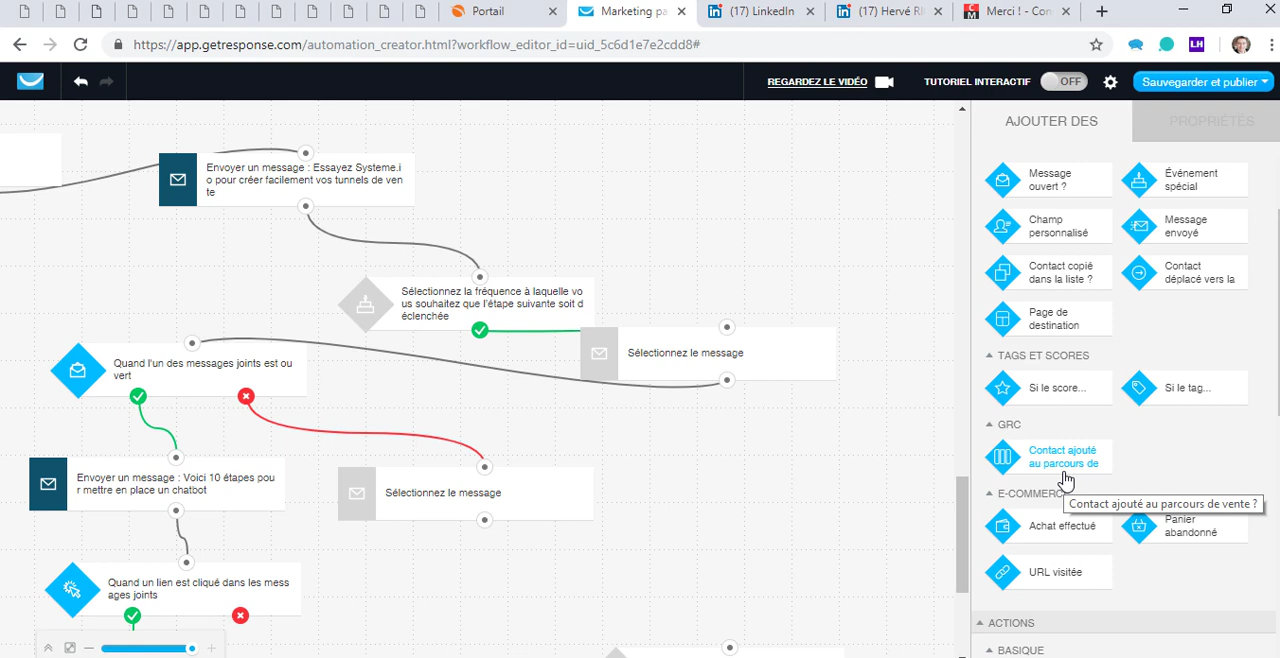 Portail
Marketing pa
(17) LinkedIn
(17) Hervé R
Merci ! - Con
https://app.getresponse.com/automation_creator.html?workflow_editor_id=uid_5c6d1e7e2cdd8#
LH
REGARDEZ LE VIDÉO
TUTORIEL INTERACTIF
OFF
Sauvegarder et publier
AJOUTER DES
PROPRIÉTÉS
Envoyer un message : Essayez Systeme.i
o pour créer facilement vos tunnels de ven
te
Sélectionnez la fréquence à laquelle vo
us souhaitez que l'étape suivante soit d
éclenchée
Sélectionnez le message
Quand l'un des messages joints est ou
vert
Envoyer un message : Voici 10 étapes pou
r mettre en place un chatbot
Sélectionnez le message
Quand un lien est cliqué dans les mess
ages joints
Message
ouvert ?
Événement
spécial
Champ
personnalisé
Message
envoyé
Contact copié
dans la liste ?
Contact
déplacé vers la
Page de
destination
TAGS ET SCORES
Si le score...
Si le tag...
GRC
Contact ajouté
au parcours de
E-COMMERC
Contact ajouté au parcours de vente ?
Achat effectué
Panier
abandonné
URL visitée
ACTIONS
BASIQUE